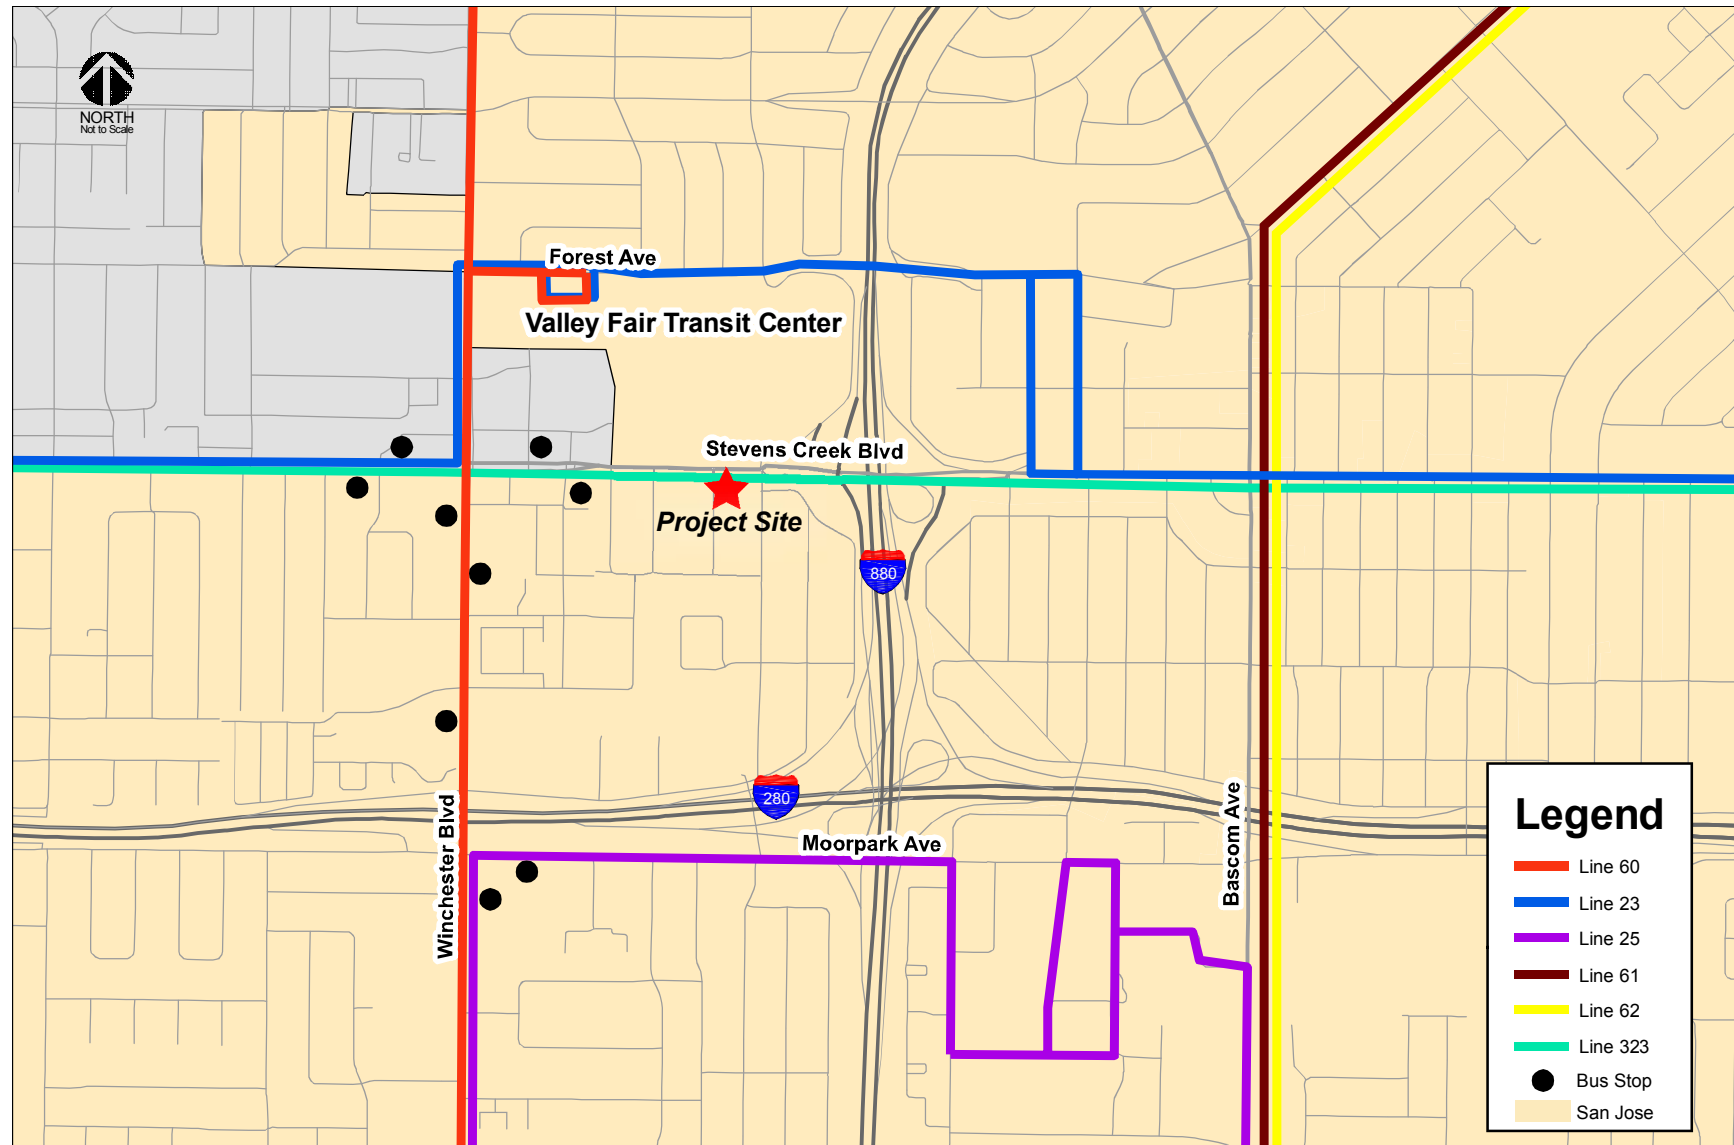 NORTH
Not to Scale
Forest Ave
Valley Fair Transit Center
Stevens Creek Blvd
Project Site
880
280
Moorpark Ave
Winchester Blvd
Bascom Ave
Legend
Line 60
Line 23
Line 25
Line 61
Line 62
Line 323
Bus Stop
San Jose